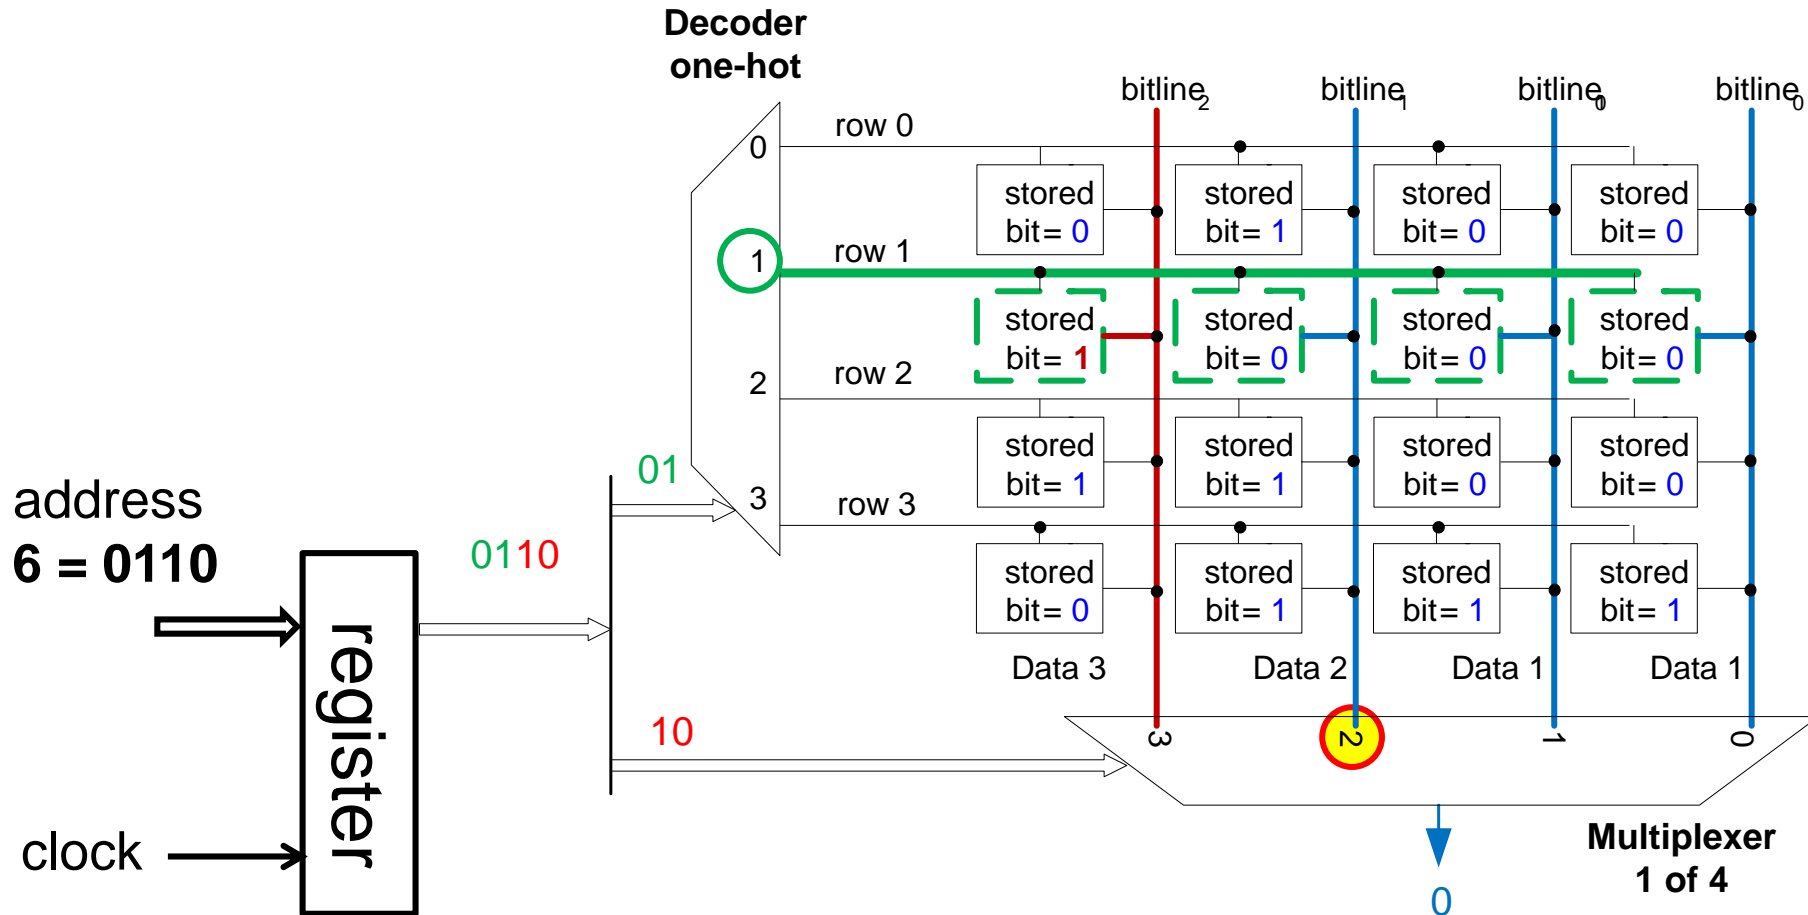 Decoder
one-hot
bitline2
bitline1
bitline0
bitline0
0
row 0
stored
bit= 0
stored
bit= 1
stored
bit= 0
stored
bit= 0
1
row 1
stored
bit= 1
stored
bit= 0
stored
bit= 0
stored
bit= 0
2
row 2
stored
bit= 1
stored
bit= 1
stored
bit= 0
stored
bit= 0
3
row 3
stored
bit= 0
stored
bit= 1
stored
bit= 1
stored
bit= 1
01
address
6 = 0110
0110
register
clock
10
Data 3
Data 2
Data 1
Data 1
3
2
1
0
Multiplexer
1 of 4
0